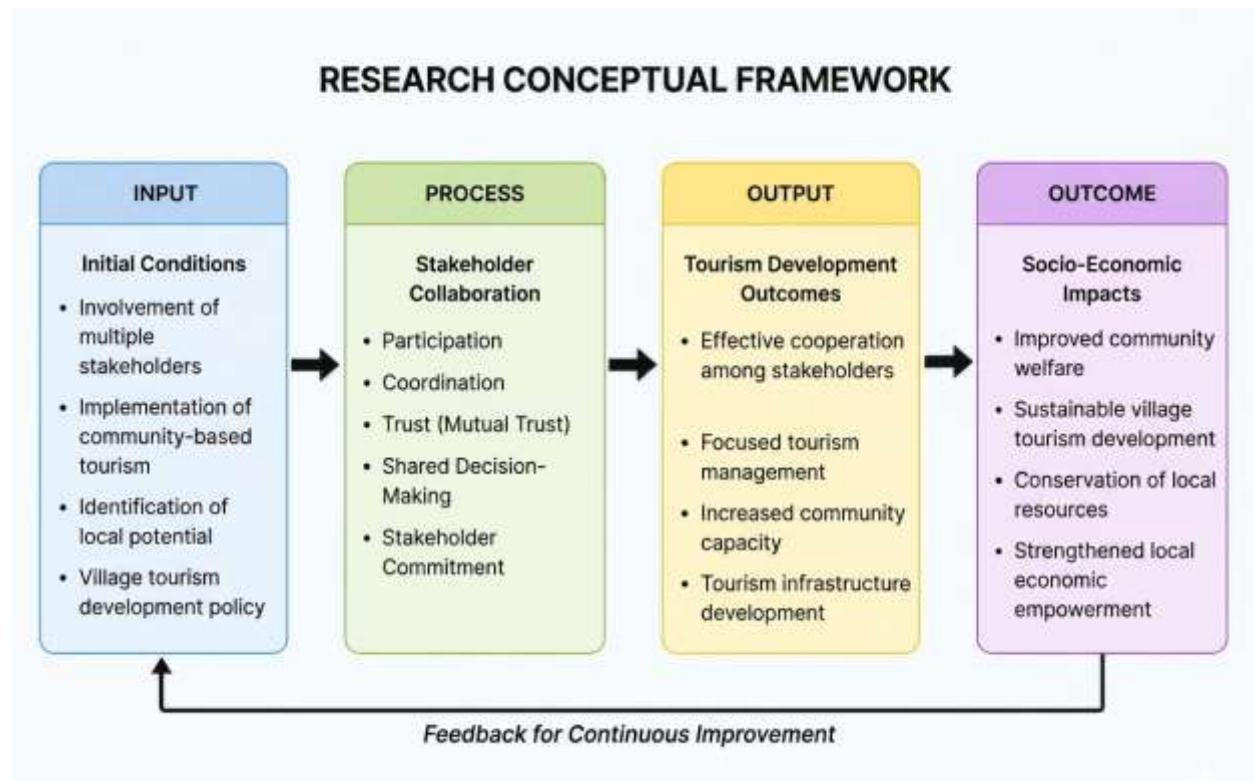 RESEARCH CONCEPTUAL FRAMEWORK
INPUT
Initial Conditions
• Involvement of
multiple
stakeholders
• Implementation of
community-based
tourism
• Identification of
local potential
• Village tourism
development policy
PROCESS
Stakeholder
Collaboration
• Participation
• Coordination
• Trust (Mutual Trust)
• Shared Decision-
Making
• Stakeholder
Commitment
OUTPUT
Tourism Development
Outcomes
• Effective cooperation
among stakeholders
• Focused tourism
management
• Increased community
capacity
• Tourism infrastructure
development
OUTCOME
Socio-Economic
Impacts
• Improved community
welfare
• Sustainable village
tourism development
• Conservation of local
resources
• Strengthened local
economic
empowerment
Feedback for Continuous Improvement